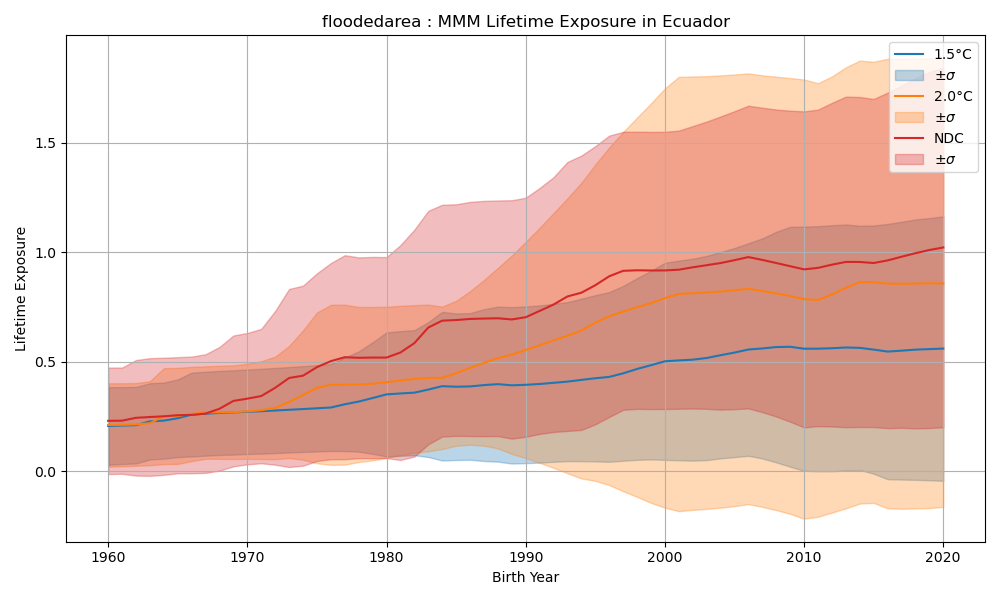 floodedarea : MMM Lifetime Exposure in Ecuador
1.5°C
±σ
2.0°C
±σ
NDC
±σ
Lifetime Exposure
1.5
1.0
0.5
0.0
1960
1970
1980
1990
2000
2010
2020
Birth Year